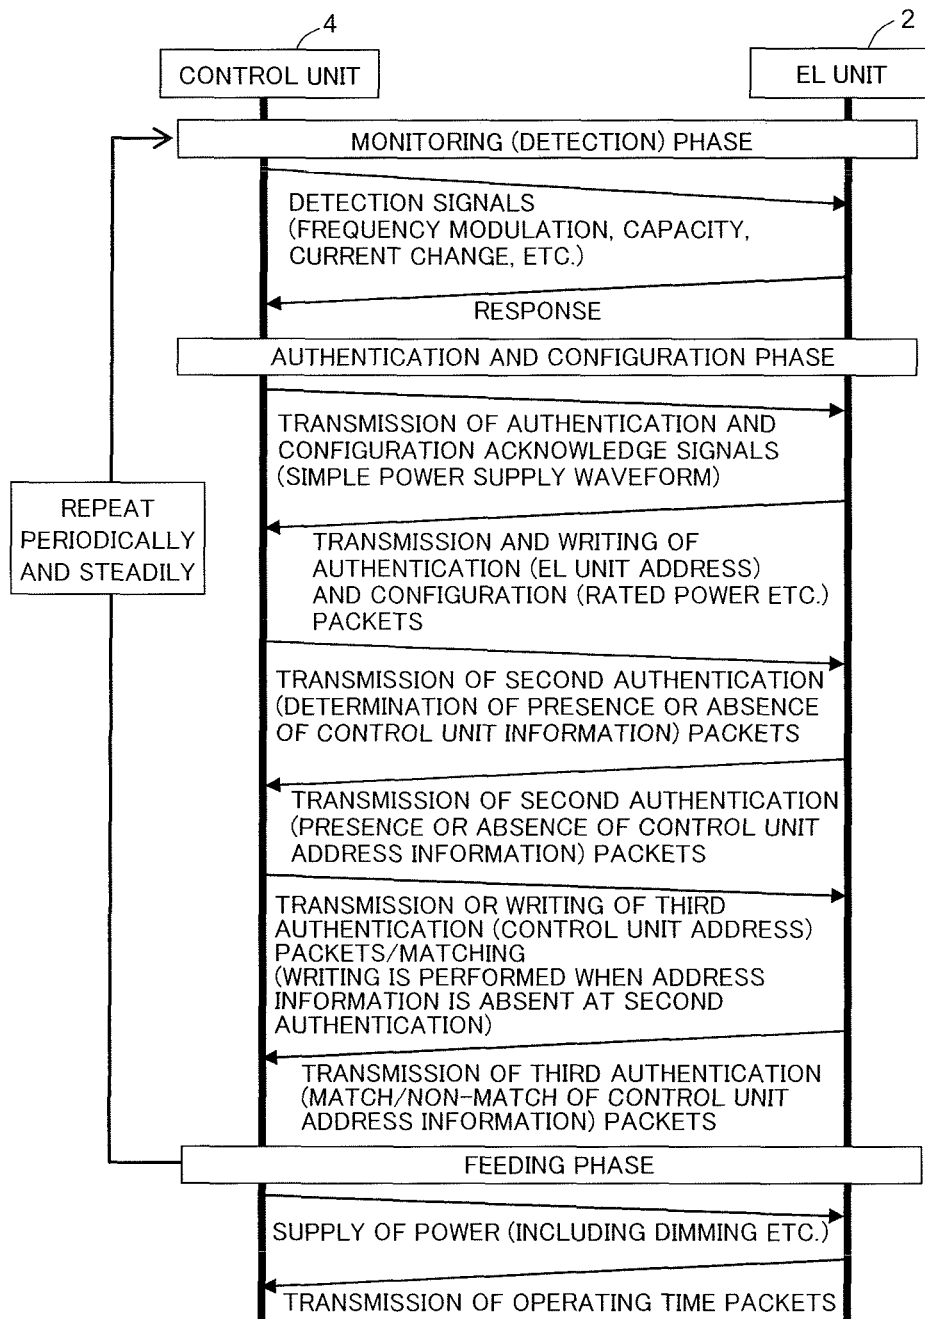 4
2
CONTROL UNIT
EL UNIT
MONITORING (DETECTION) PHASE
DETECTION SIGNALS
(FREQUENCY MODULATION, CAPACITY,
CURRENT CHANGE, ETC.)
RESPONSE
AUTHENTICATION AND CONFIGURATION PHASE
TRANSMISSION OF AUTHENTICATION AND
CONFIGURATION ACKNOWLEDGE SIGNALS
(SIMPLE POWER SUPPLY WAVEFORM)
REPEAT
PERIODICALLY
AND STEADILY
TRANSMISSION AND WRITING OF
AUTHENTICATION (EL UNIT ADDRESS)
AND CONFIGURATION (RATED POWER ETC.)
PACKETS
TRANSMISSION OF SECOND AUTHENTICATION
(DETERMINATION OF PRESENCE OR ABSENCE
OF CONTROL UNIT INFORMATION) PACKETS
TRANSMISSION OF SECOND AUTHENTICATION
(PRESENCE OR ABSENCE OF CONTROL UNIT
ADDRESS INFORMATION) PACKETS
TRANSMISSION OR WRITING OF THIRD
AUTHENTICATION (CONTROL UNIT ADDRESS)
PACKETS/MATCHING
(WRITING IS PERFORMED WHEN ADDRESS
INFORMATION IS ABSENT AT SECOND
AUTHENTICATION)
TRANSMISSION OF THIRD AUTHENTICATION
(MATCH/NON-MATCH OF CONTROL UNIT
ADDRESS INFORMATION) PACKETS
FEEDING PHASE
SUPPLY OF POWER (INCLUDING DIMMING ETC.)
TRANSMISSION OF OPERATING TIME PACKETS